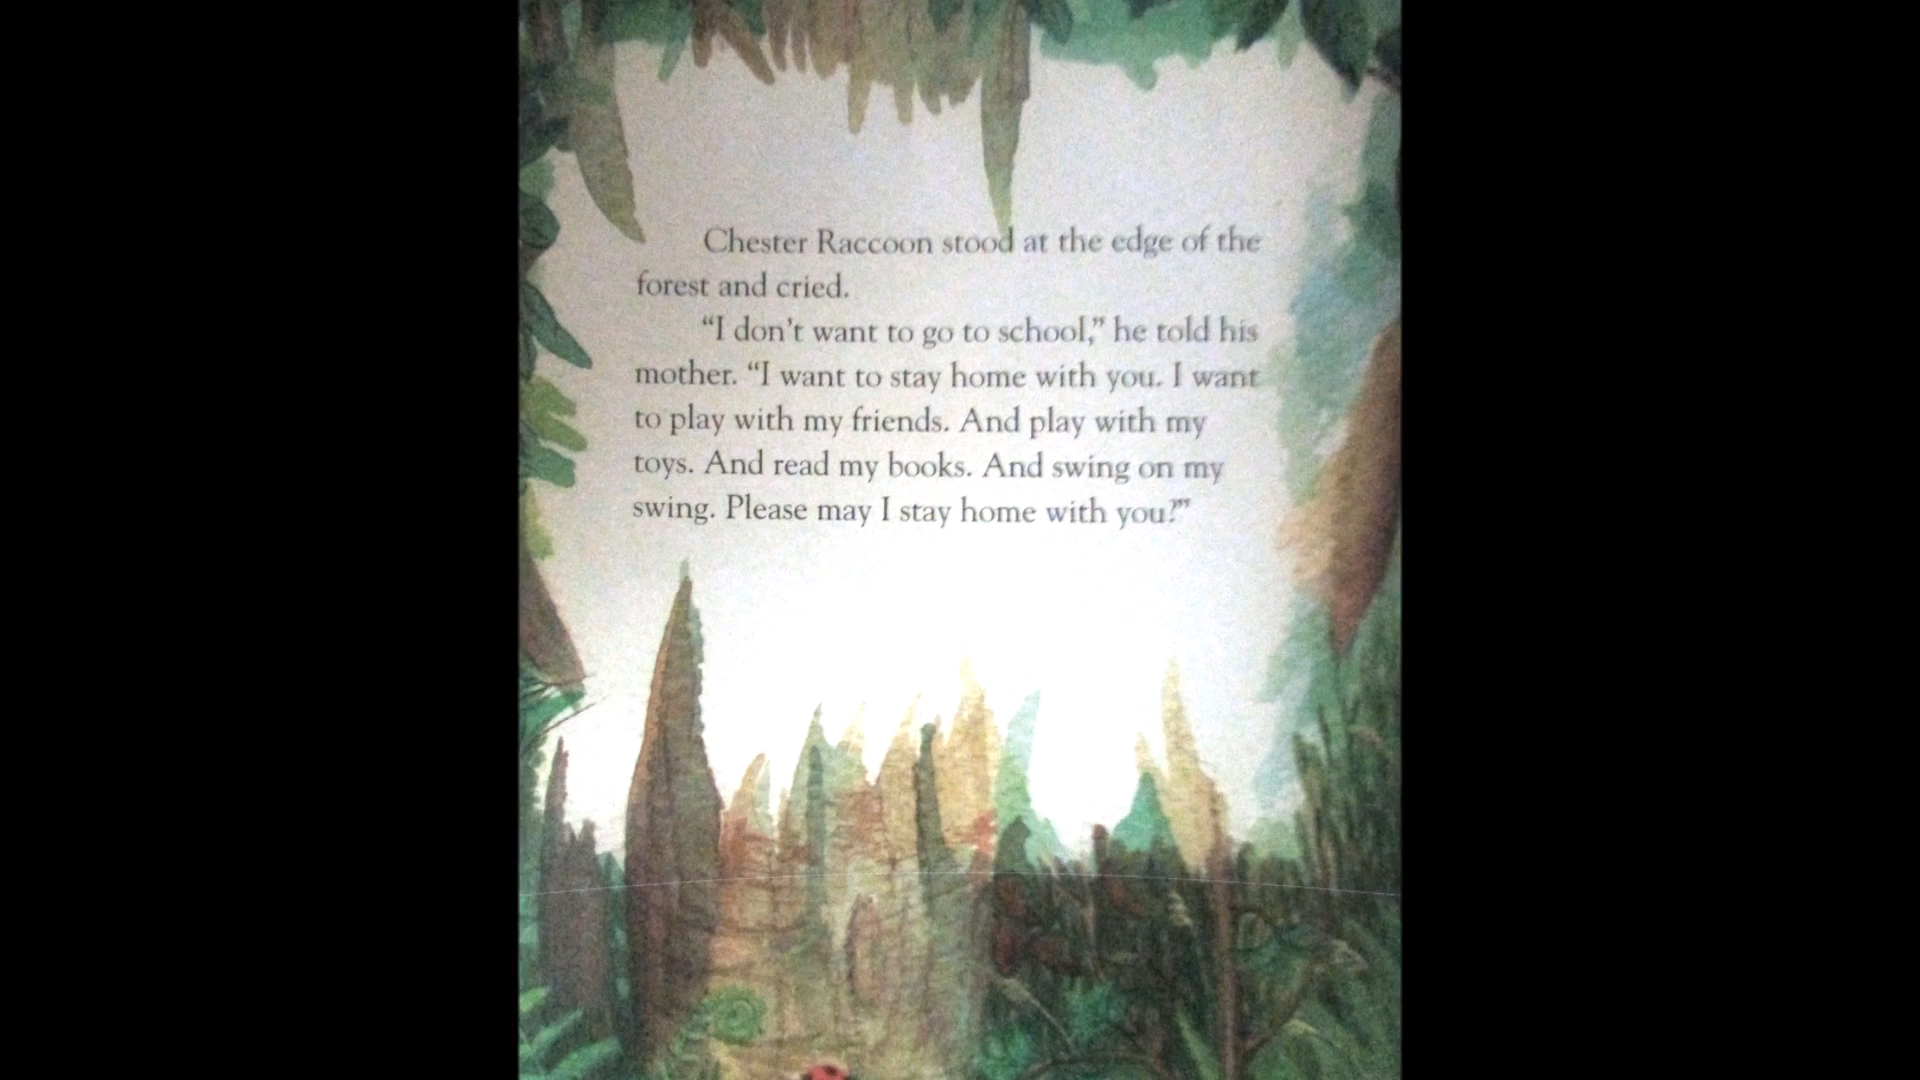 Chester Raccoon stood at the edge of the
forest and cried.
“I don’t want to go to school,” he told his
mother. “I want to stay home with you. I want
to play with my friends. And play with my
toys. And read my books. And swing on my
swing. Please may I stay home with you?”